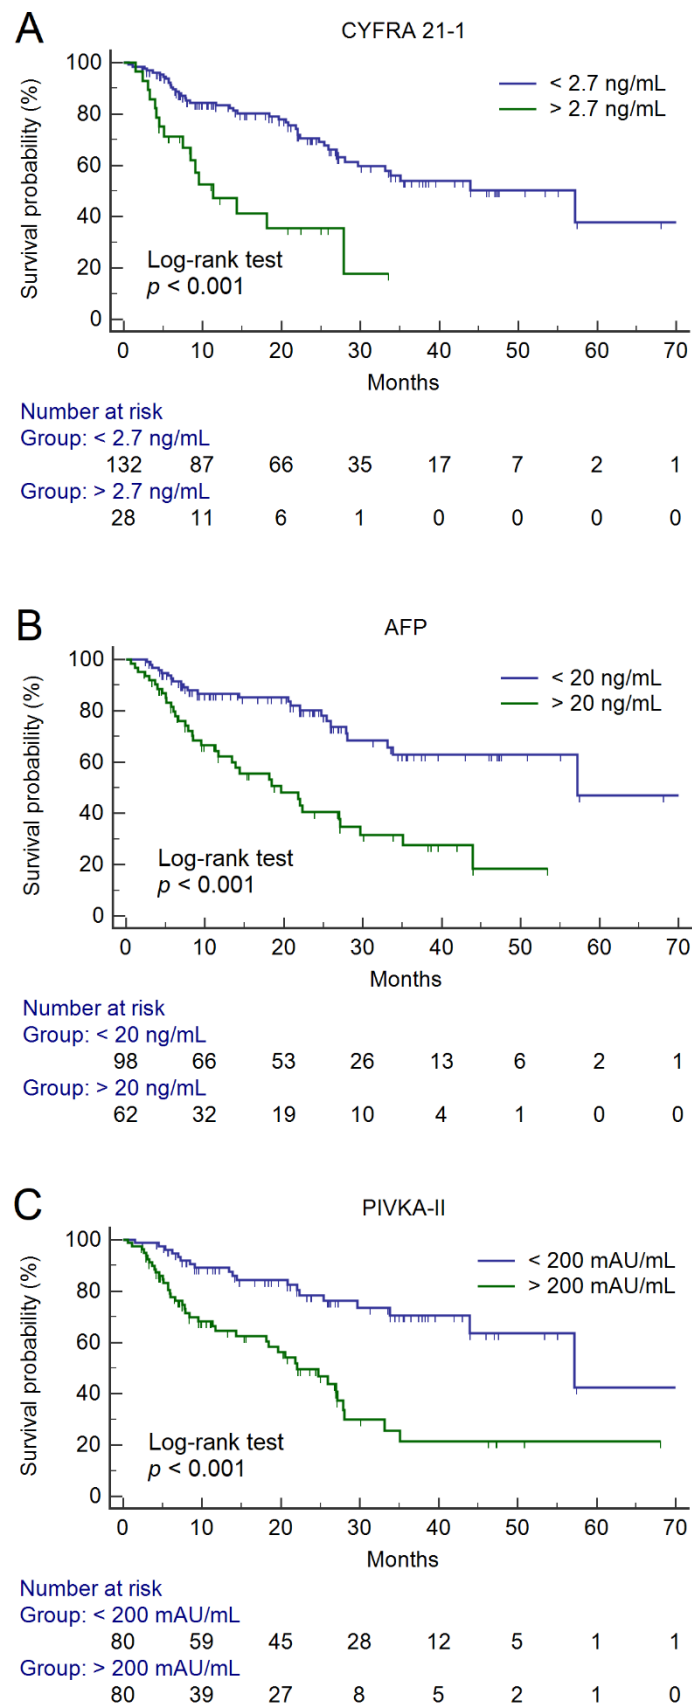 A
CYFRA 21-1
Survival probability (%)
100
80
60
40
20
0
< 2.7 ng/mL
> 2.7 ng/mL
Log-rank test
p < 0.001
0 10 20 30 40 50 60 70
Months
Number at risk
Group: < 2.7 ng/mL
132 87 66 35 17 7 2 1
Group: > 2.7 ng/mL
28 11 6 1 0 0 0 0
B
AFP
Survival probability (%)
100
80
60
40
20
0
< 20 ng/mL
> 20 ng/mL
Log-rank test
p < 0.001
0 10 20 30 40 50 60 70
Months
Number at risk
Group: < 20 ng/mL
98 66 53 26 13 6 2 1
Group: > 20 ng/mL
62 32 19 10 4 1 0 0
C
PIVKA-II
Survival probability (%)
100
80
60
40
20
0
< 200 mAU/mL
> 200 mAU/mL
Log-rank test
p < 0.001
0 10 20 30 40 50 60 70
Months
Number at risk
Group: < 200 mAU/mL
80 59 45 28 12 5 1 1
Group: > 200 mAU/mL
80 39 27 8 5 2 1 0